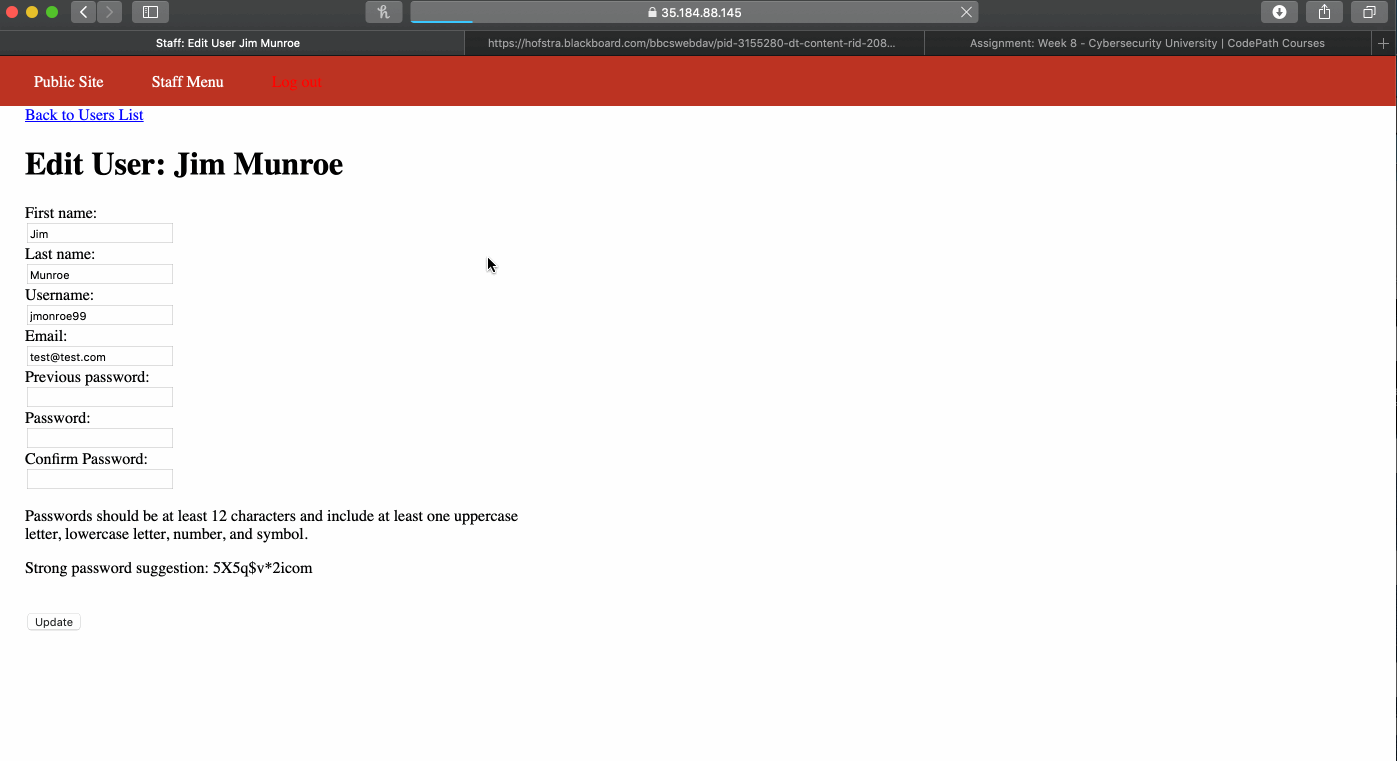 35.184.88.145
Staff: Edit User Jim Munroe
https://hofstra.blackboard.com/bbcswebdav/pid-3155280-dt-content-rid-208...
Assignment: Week 8 - Cybersecurity University | CodePath Courses
Public Site
Staff Menu
Log out
Back to Users List
Edit User: Jim Munroe
First name:
Jim
Last name:
Munroe
Username:
jmonroe99
Email:
test@test.com
Previous password:
Password:
Confirm Password:
Passwords should be at least 12 characters and include at least one uppercase
letter, lowercase letter, number, and symbol.
Strong password suggestion: 5X5q$v*2icom
Update